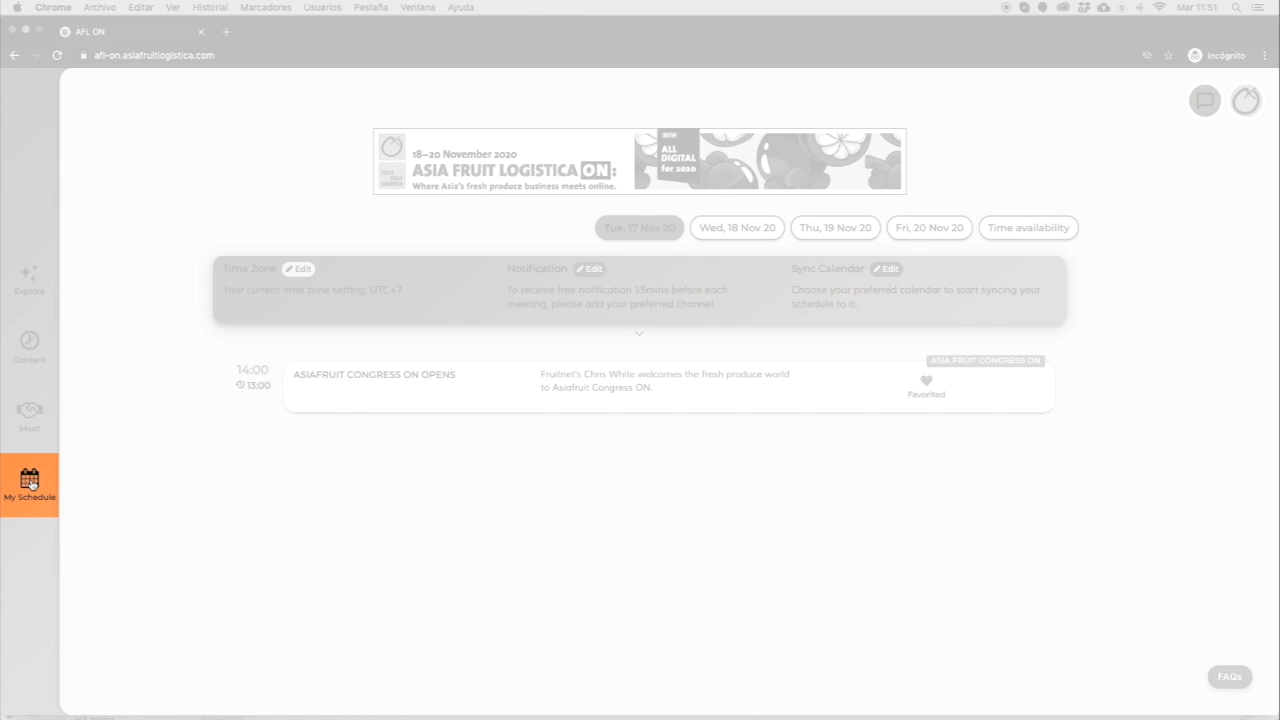 Chrome Archivo Editar Ver Historial Marcadores Usuarios Pestaña Ventana Ayuda Mar 11:51
AFL ON
afl-on.asiafruitlogistica.com Incógnito
18–20 November 2020
ASIA FRUIT LOGISTICA ON:
Where Asia's fresh produce business meets online.
NEW
ALL
DIGITAL
for 2020
ASIA
FRUIT
LOGISTICA
Tue, 17 Nov 20 Wed, 18 Nov 20 Thu, 19 Nov 20 Fri, 20 Nov 20 Time availability
Time Zone Edit
Your current time zone setting: UTC+7
Notification Edit
To receive free notification 15mins before each
meeting, please add your preferred channel.
Sync Calendar Edit
Choose your preferred calendar to start syncing your
schedule to it.
14:00
13:00
ASIAFRUIT CONGRESS ON OPENS
Fruitnet's Chris White welcomes the fresh produce world
to Asiafruit Congress ON.
ASIA FRUIT CONGRESS ON
Favorited
Explore
Content
Meet
My Schedule
FAQs